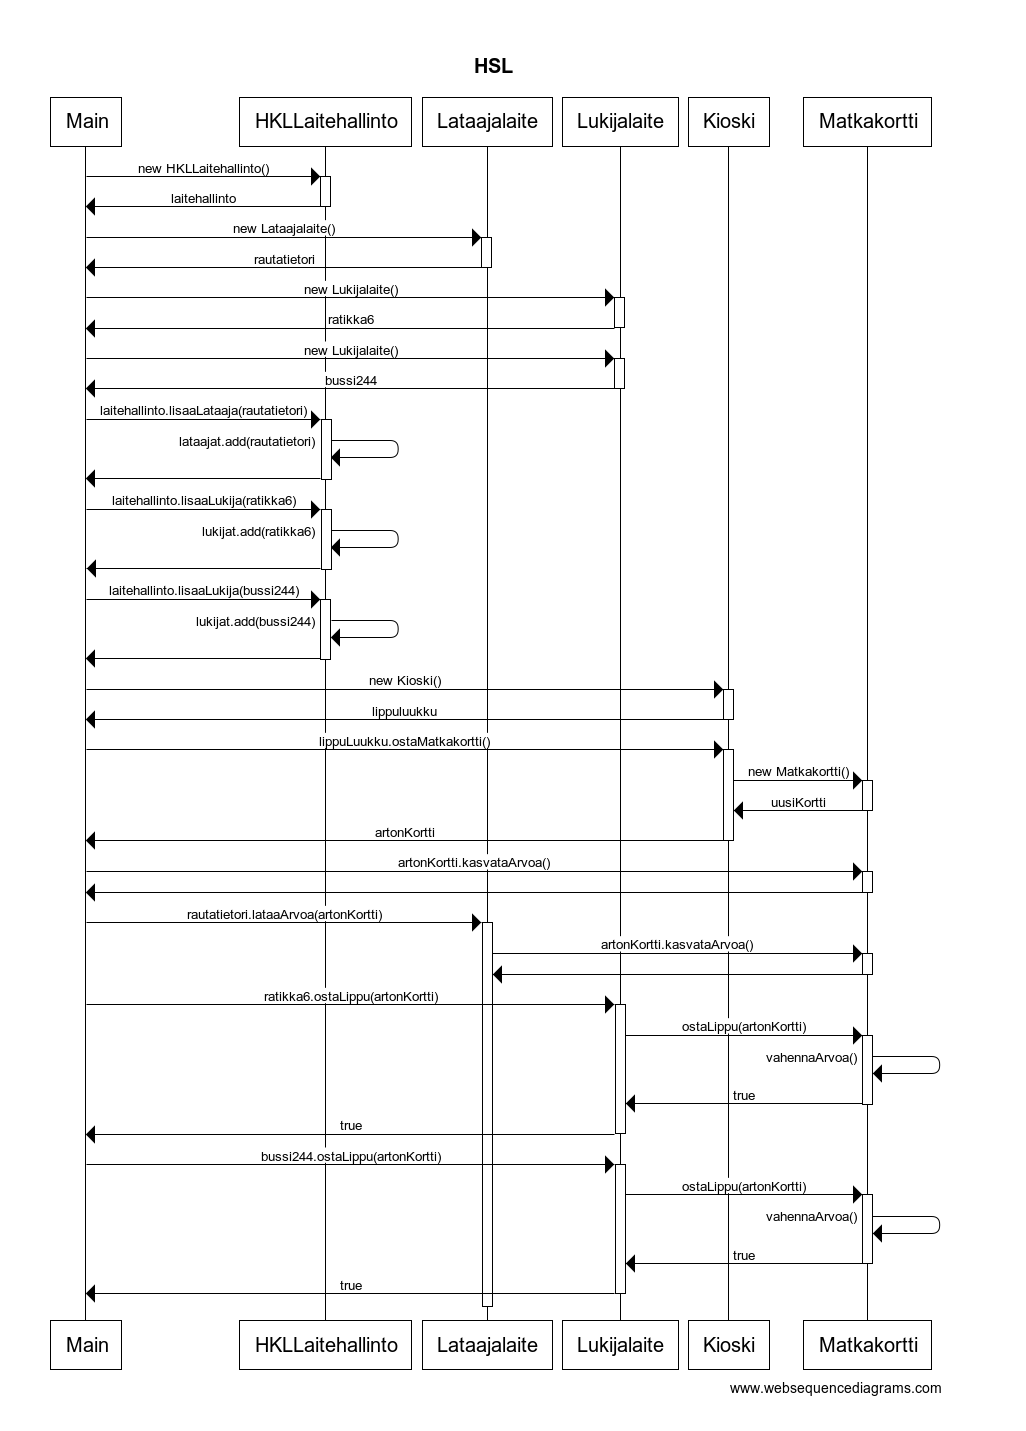 HSL
Main
HKLLaitehallinto
Lataajalaite
Lukijalaite
Kioski
Matkakortti
new HKLLaitehallinto()
laitehallinto
new Lataajalaite()
rautatietori
new Lukijalaite()
ratikka6
new Lukijalaite()
bussi244
laitehallinto.lisaaLataaja(rautatietori)
lataajat.add(rautatietori)
laitehallinto.lisaaLukija(ratikka6)
lukijat.add(ratikka6)
laitehallinto.lisaaLukija(bussi244)
lukijat.add(bussi244)
new Kioski()
lippuluukku
lippuLuukku.ostaMatkakortti()
new Matkakortti()
uusiKortti
artonKortti
artonKortti.kasvataArvoa()
rautatietori.lataaArvoa(artonKortti)
artonKortti.kasvataArvoa()
ratikka6.ostaLippu(artonKortti)
ostaLippu(artonKortti)
vahennaArvoa()
true
true
bussi244.ostaLippu(artonKortti)
ostaLippu(artonKortti)
vahennaArvoa()
true
true
Main
HKLLaitehallinto
Lataajalaite
Lukijalaite
Kioski
Matkakortti
www.websequencediagrams.com